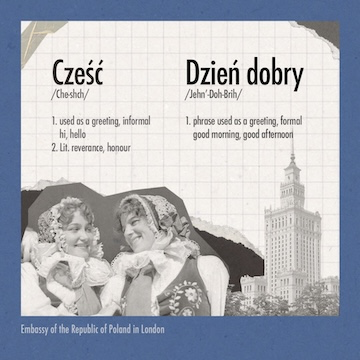 Cześć
/Che-shch/
1. used as a greeting, informal
hi, hello
2. Lit. reverance, honour
Dzień dobry
/Jehn'-Doh-Brih/
1. phrase used as a greeting, formal
good morning, good afternoon
Embassy of the Republic of Poland in London